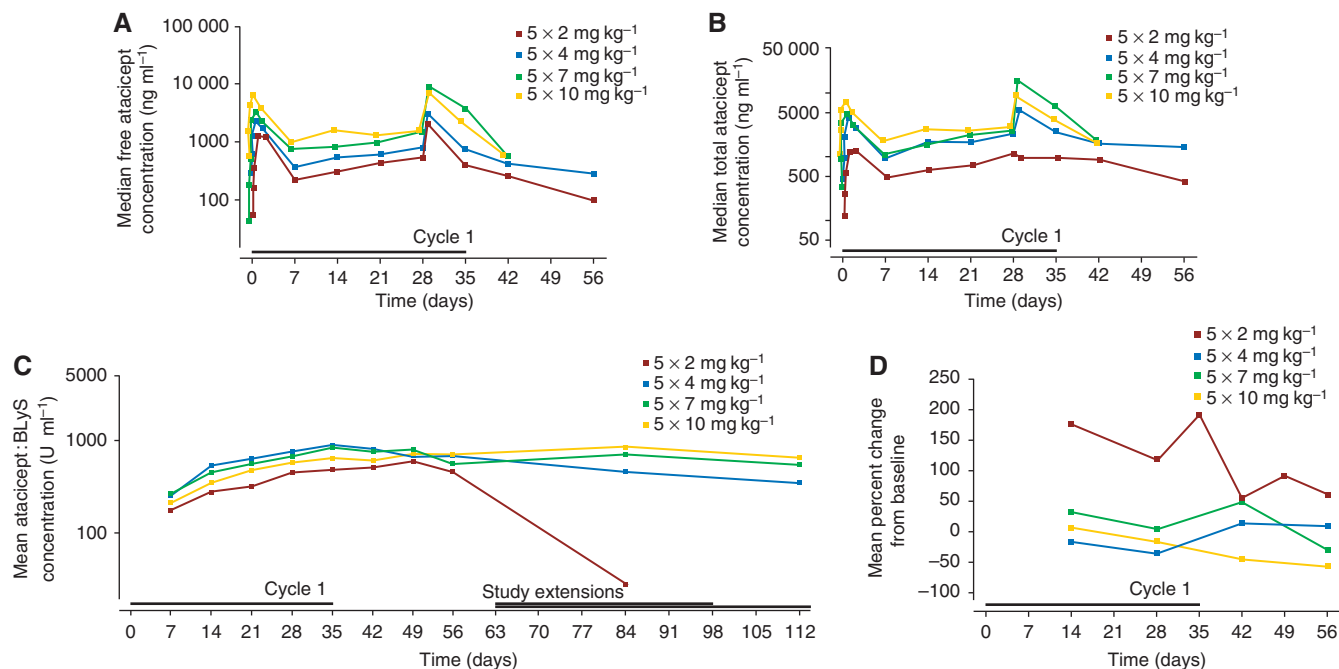 A
100 000
10 000
1000
100
Median free atacicept
concentration (ng ml⁻¹)
5 × 2 mg kg⁻¹
5 × 4 mg kg⁻¹
5 × 7 mg kg⁻¹
5 × 10 mg kg⁻¹
Cycle 1
0 7 14 21 28 35 42 49 56
Time (days)
B
50 000
5000
500
50
Median total atacicept
concentration (ng ml⁻¹)
5 × 2 mg kg⁻¹
5 × 4 mg kg⁻¹
5 × 7 mg kg⁻¹
5 × 10 mg kg⁻¹
Cycle 1
0 7 14 21 28 35 42 49 56
Time (days)
C
5000
1000
100
Mean atacicept:BLyS
concentration (U ml⁻¹)
5 × 2 mg kg⁻¹
5 × 4 mg kg⁻¹
5 × 7 mg kg⁻¹
5 × 10 mg kg⁻¹
Cycle 1
Study extensions
0 7 14 21 28 35 42 49 56 63 70 77 84 91 98 105 112
Time (days)
D
250
200
150
100
50
0
−50
−100
Mean percent change
from baseline
5 × 2 mg kg⁻¹
5 × 4 mg kg⁻¹
5 × 7 mg kg⁻¹
5 × 10 mg kg⁻¹
Cycle 1
0 7 14 21 28 35 42 49 56
Time (days)